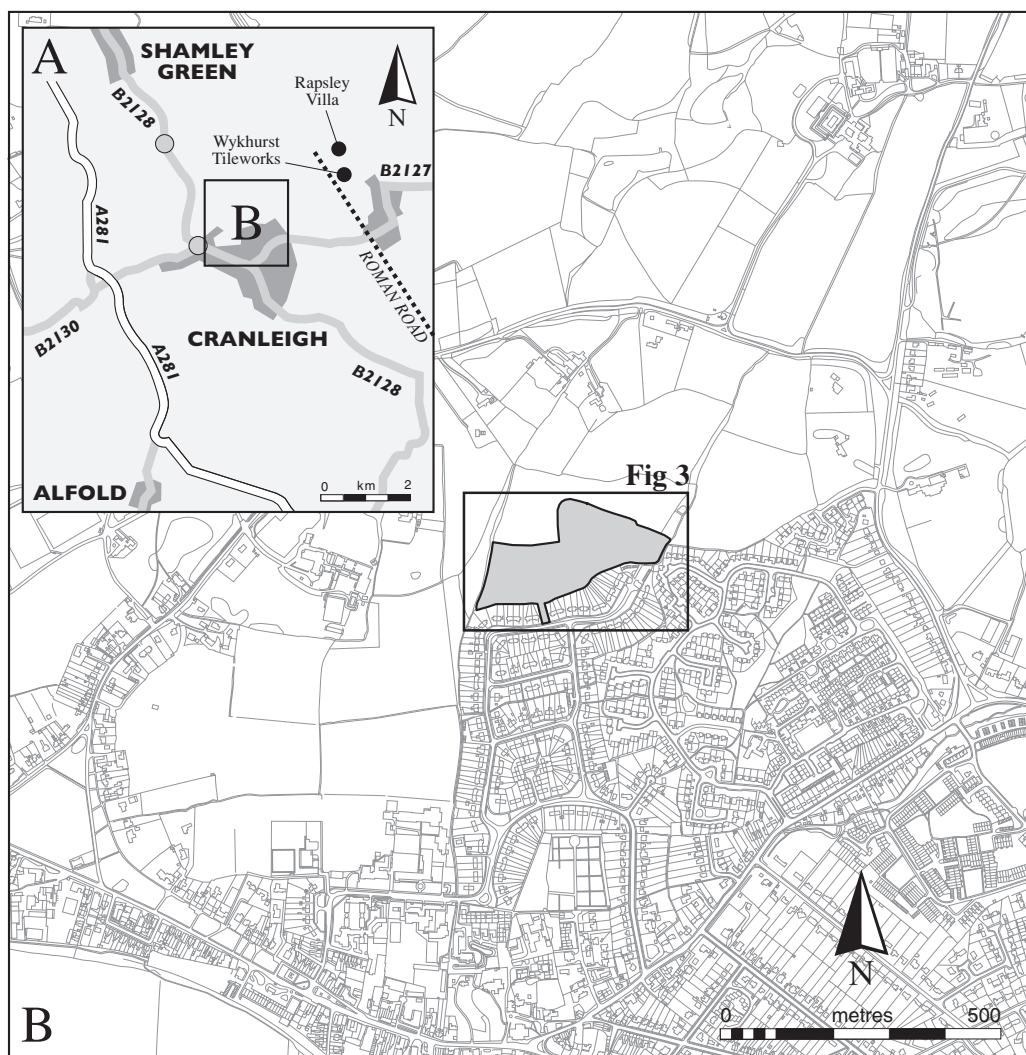 A
SHAMLEY
GREEN
B2128
Rapsley
Villa
N
Wykhurst
Tileworks
B2127
A281
B
ROMAN ROAD
B2130
CRANLEIGH
A281
B2128
ALFOLD
0 km 2
Fig 3
N
B
0 metres 500